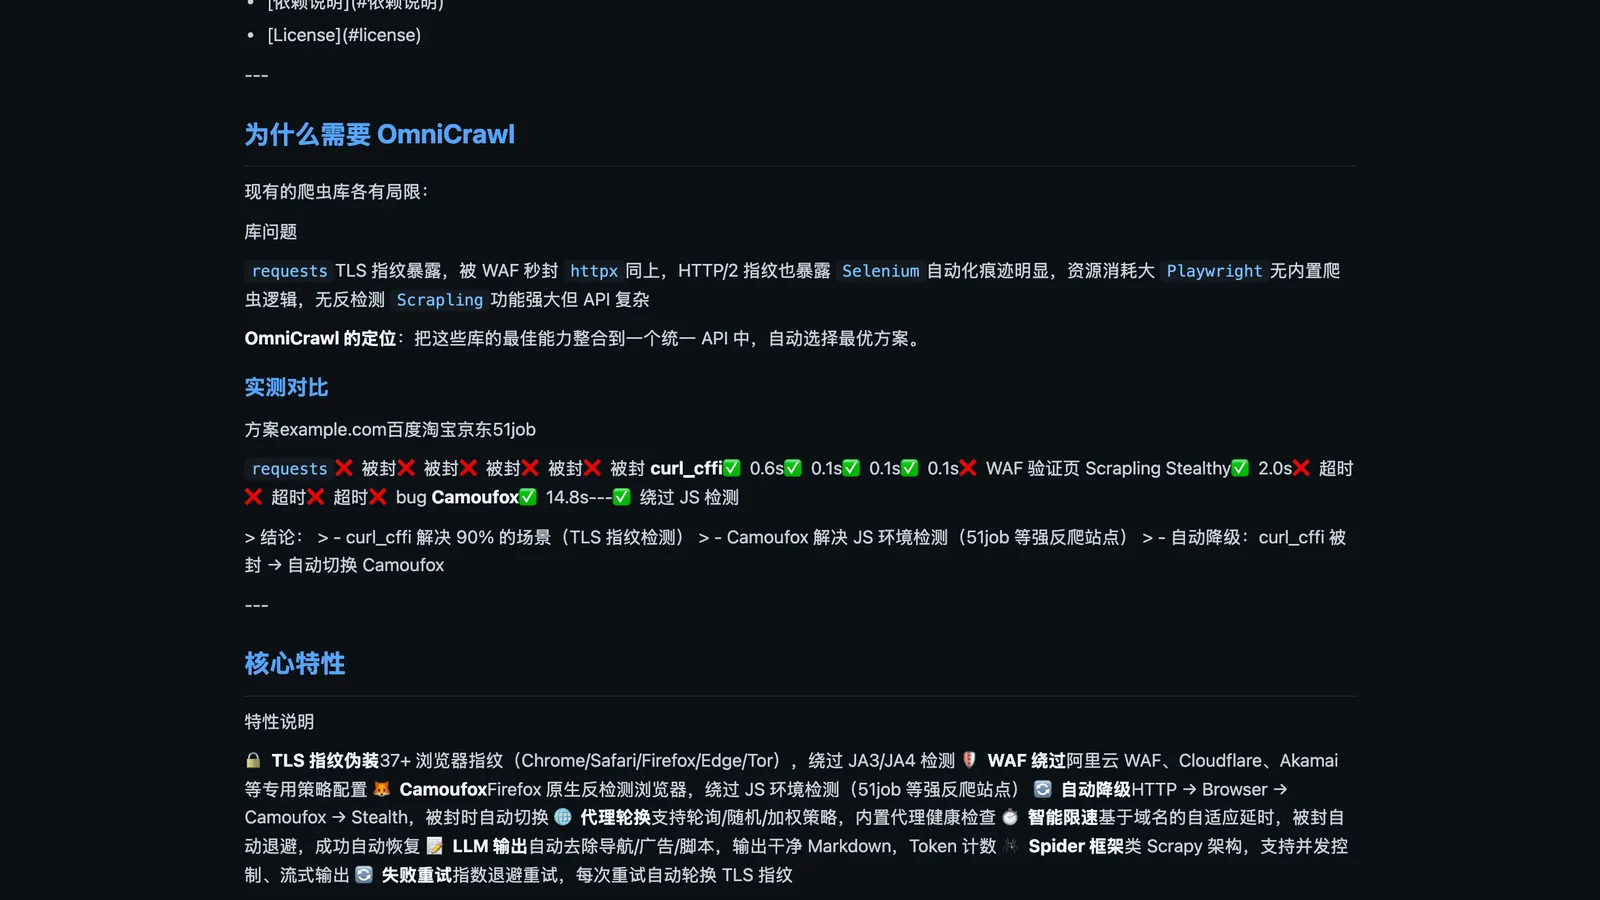 • [依赖说明](#依赖说明)
• [License](#license)
---
为什么需要 OmniCrawl
现有的爬虫库各有局限：
库问题
requests TLS 指纹暴露，被 WAF 秒封 httpx 同上，HTTP/2 指纹也暴露 Selenium 自动化痕迹明显，资源消耗大 Playwright 无内置爬
虫逻辑，无反检测 Scrapling 功能强大但 API 复杂
OmniCrawl 的定位：把这些库的最佳能力整合到一个统一 API 中，自动选择最优方案。
实测对比
方案example.com百度淘宝京东51job
requests ❌ 被封❌ 被封❌ 被封❌ 被封❌ 被封 curl_cffi✅ 0.6s✅ 0.1s✅ 0.1s✅ 0.1s❌ WAF 验证页 Scrapling Stealthy✅ 2.0s❌ 超时
❌ 超时❌ 超时❌ bug Camoufox✅ 14.8s---✅ 绕过 JS 检测
> 结论： > - curl_cffi 解决 90% 的场景（TLS 指纹检测） > - Camoufox 解决 JS 环境检测（51job 等强反爬站点） > - 自动降级：curl_cffi 被
封 → 自动切换 Camoufox
---
核心特性
特性说明
🔒 TLS 指纹伪装37+ 浏览器指纹（Chrome/Safari/Firefox/Edge/Tor），绕过 JA3/JA4 检测 🛡️ WAF 绕过阿里云 WAF、Cloudflare、Akamai
等专用策略配置 🦊 CamoufoxFirefox 原生反检测浏览器，绕过 JS 环境检测（51job 等强反爬站点） 🔄 自动降级HTTP → Browser →
Camoufox → Stealth，被封时自动切换 🌐 代理轮换支持轮询/随机/加权策略，内置代理健康检查 ⏱️ 智能限速基于域名的自适应延时，被封自
动退避，成功自动恢复 📝 LLM 输出自动去除导航/广告/脚本，输出干净 Markdown，Token 计数 🕷️ Spider 框架类 Scrapy 架构，支持并发控
制、流式输出 🔄 失败重试指数退避重试，每次重试自动轮换 TLS 指纹